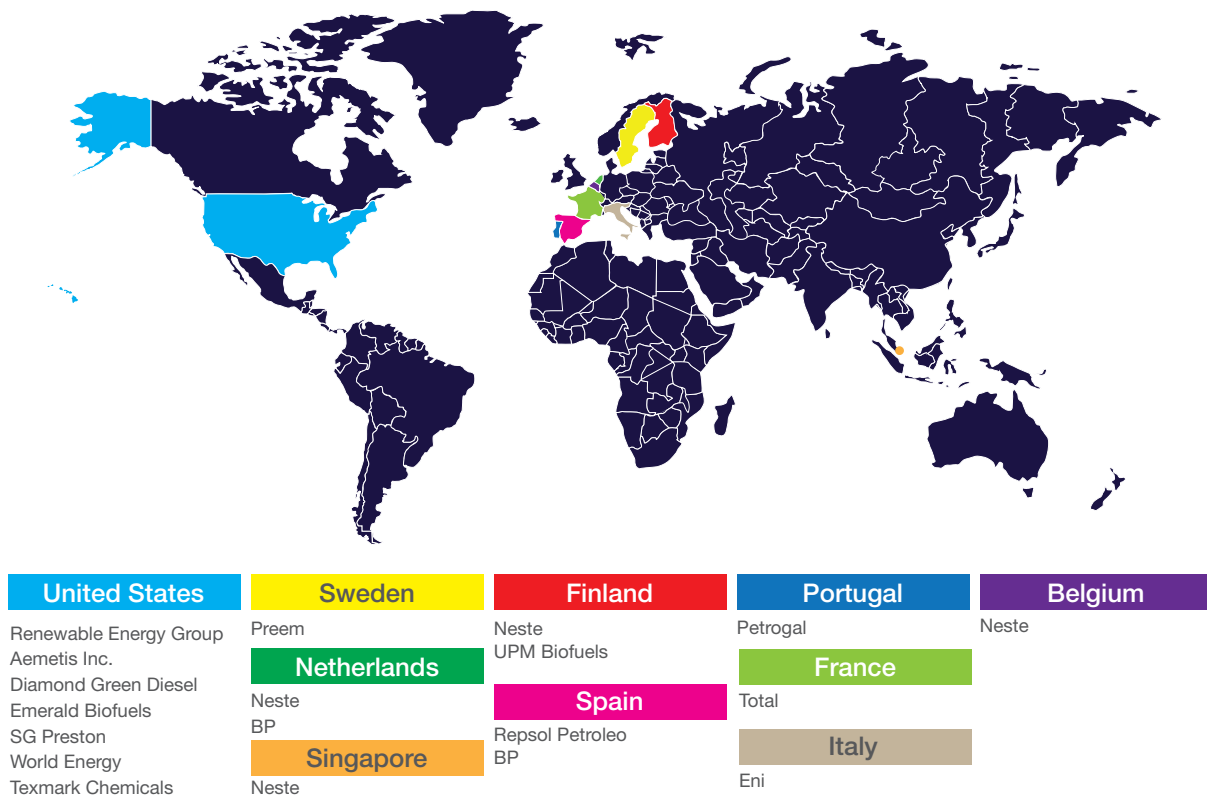 United States
Renewable Energy Group
Aemetis Inc.
Diamond Green Diesel
Emerald Biofuels
SG Preston
World Energy
Texmark Chemicals
Sweden
Preem
Netherlands
Neste
BP
Singapore
Neste
Finland
Neste
UPM Biofuels
Spain
Repsol Petroleo
BP
Portugal
Petrogal
France
Total
Italy
Eni
Belgium
Neste